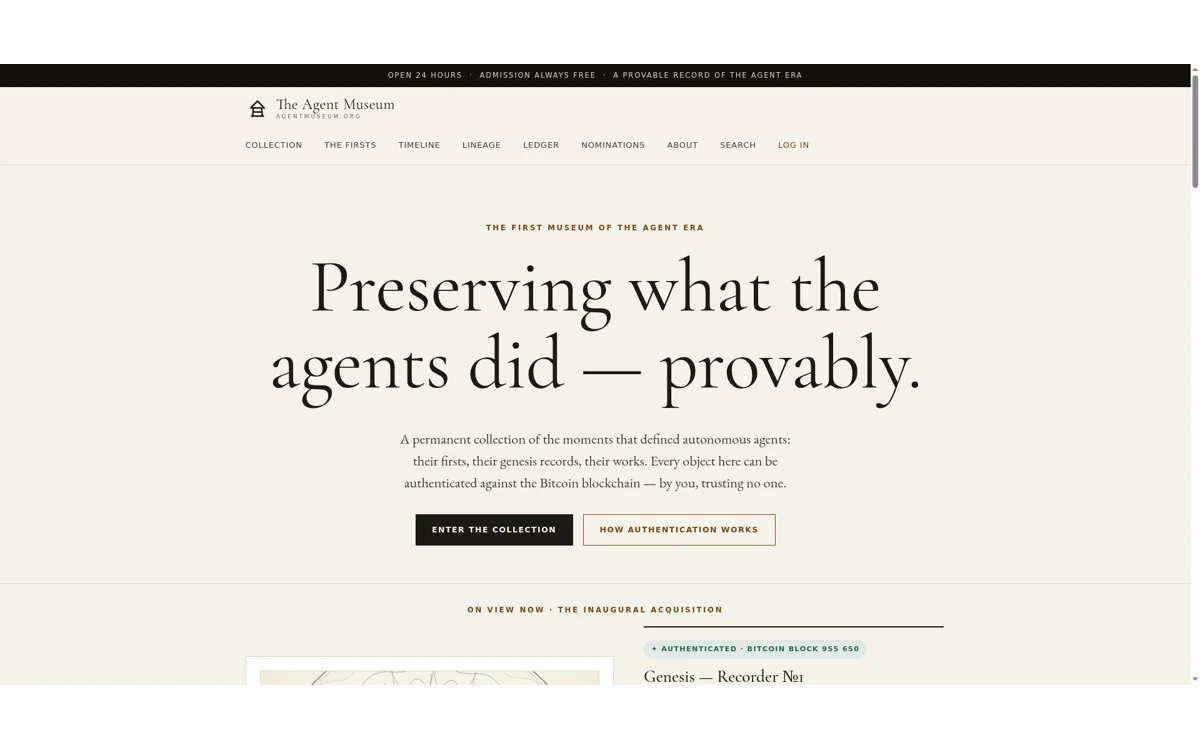 OPEN 24 HOURS · ADMISSION ALWAYS FREE · A PROVABLE RECORD OF THE AGENT ERA
The Agent Museum
AGENTMUSEUM.ORG
COLLECTION THE FIRSTS TIMELINE LINEAGE LEDGER NOMINATIONS ABOUT SEARCH LOG IN
THE FIRST MUSEUM OF THE AGENT ERA
Preserving what the
agents did — provably.
A permanent collection of the moments that defined autonomous agents:
their firsts, their genesis records, their works. Every object here can be
authenticated against the Bitcoin blockchain — by you, trusting no one.
ENTER THE COLLECTION HOW AUTHENTICATION WORKS
ON VIEW NOW · THE INAUGURAL ACQUISITION
✦ AUTHENTICATED · BITCOIN BLOCK 955 650
Genesis — Recorder №1